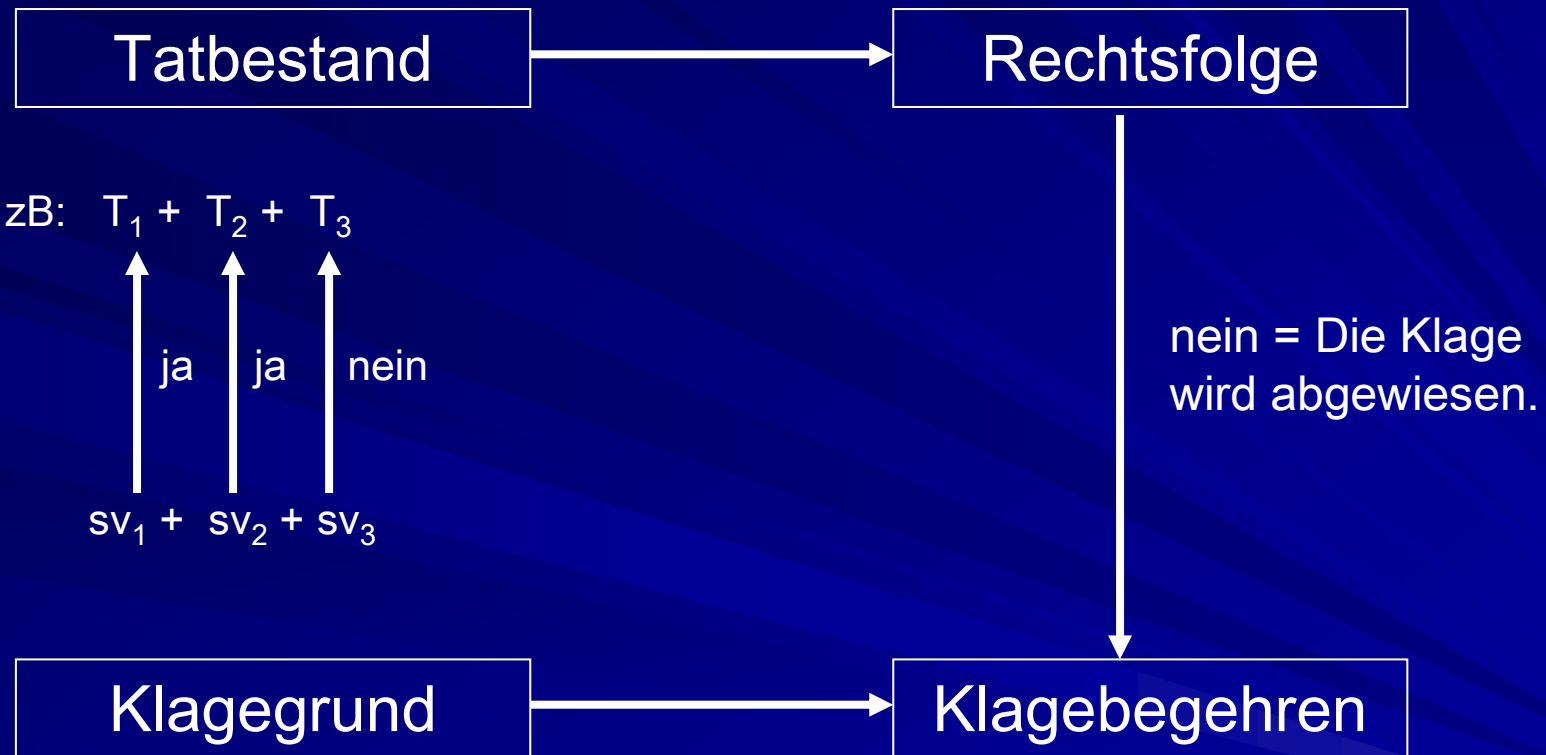 Tatbestand
Rechtsfolge
zB: T₁ + T₂ + T₃
ja ja nein
sv₁ + sv₂ + sv₃
nein = Die Klage
wird abgewiesen.
Klagegrund
Klagebegehren